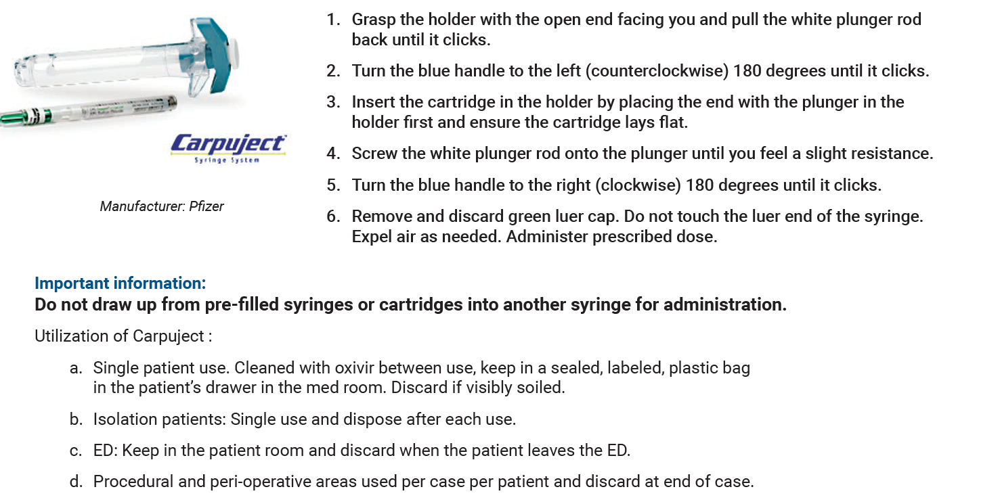 1. Grasp the holder with the open end facing you and pull the white plunger rod
back until it clicks.
2. Turn the blue handle to the left (counterclockwise) 180 degrees until it clicks.
3. Insert the cartridge in the holder by placing the end with the plunger in the
holder first and ensure the cartridge lays flat.
Carpuject™
Syringe System
4. Screw the white plunger rod onto the plunger until you feel a slight resistance.
5. Turn the blue handle to the right (clockwise) 180 degrees until it clicks.
Manufacturer: Pfizer
6. Remove and discard green luer cap. Do not touch the luer end of the syringe.
Expel air as needed. Administer prescribed dose.
Important information:
Do not draw up from pre-filled syringes or cartridges into another syringe for administration.
Utilization of Carpuject :
a. Single patient use. Cleaned with oxivir between use, keep in a sealed, labeled, plastic bag
in the patient’s drawer in the med room. Discard if visibly soiled.
b. Isolation patients: Single use and dispose after each use.
c. ED: Keep in the patient room and discard when the patient leaves the ED.
d. Procedural and peri-operative areas used per case per patient and discard at end of case.